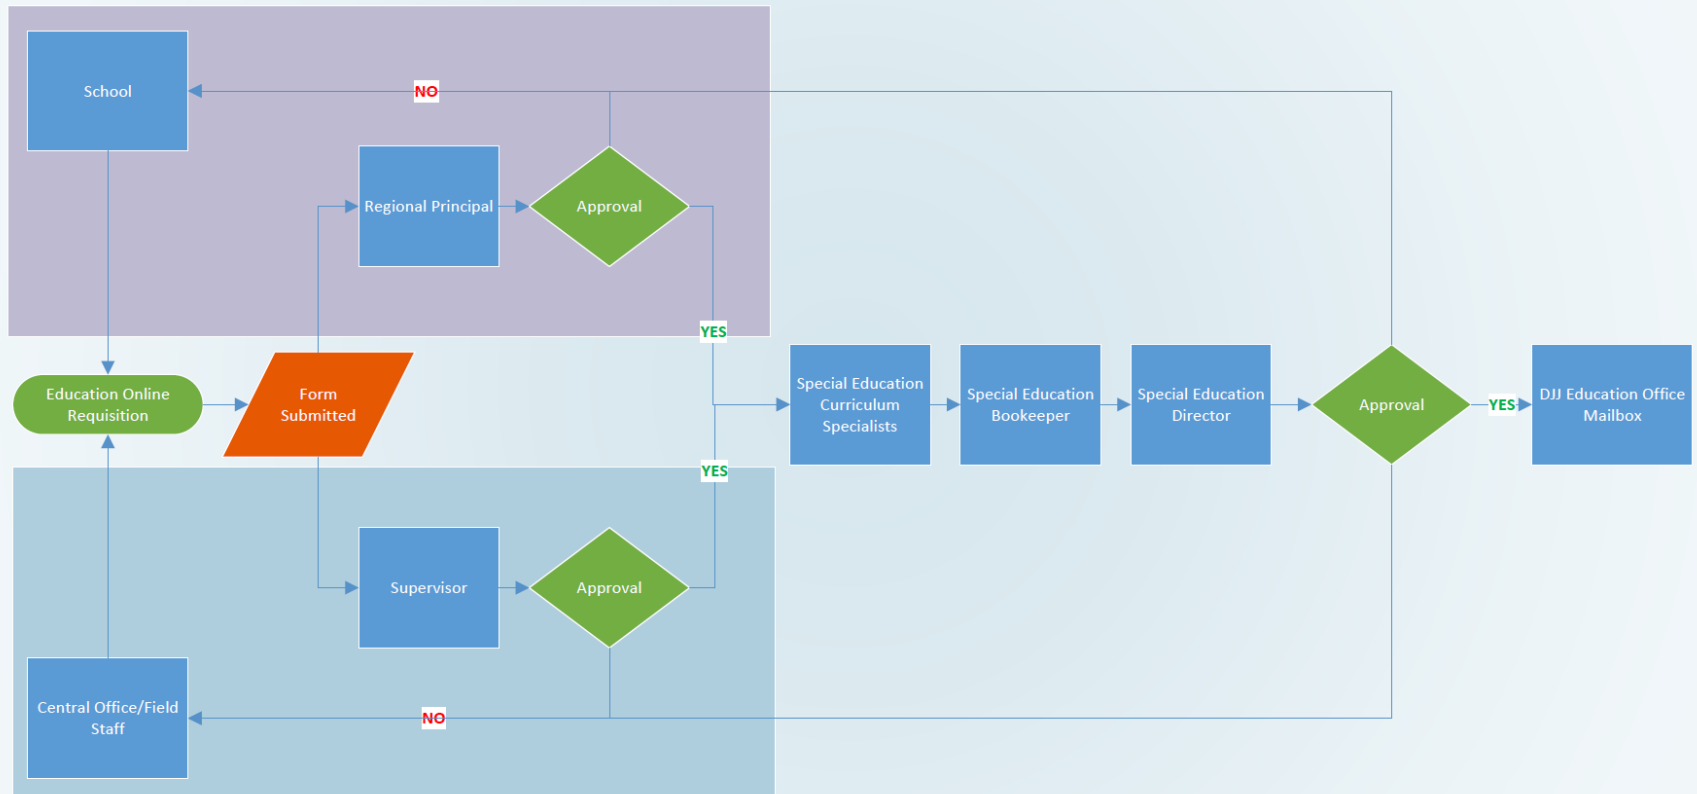 School
NO
Regional Principal
Approval
YES
Education Online
Requisition
Form
Submitted
Special Education
Curriculum
Specialists
Special Education
Bookeeper
Special Education
Director
Approval
YES
DJJ Education Office
Mailbox
YES
Supervisor
Approval
Central Office/Field
Staff
NO